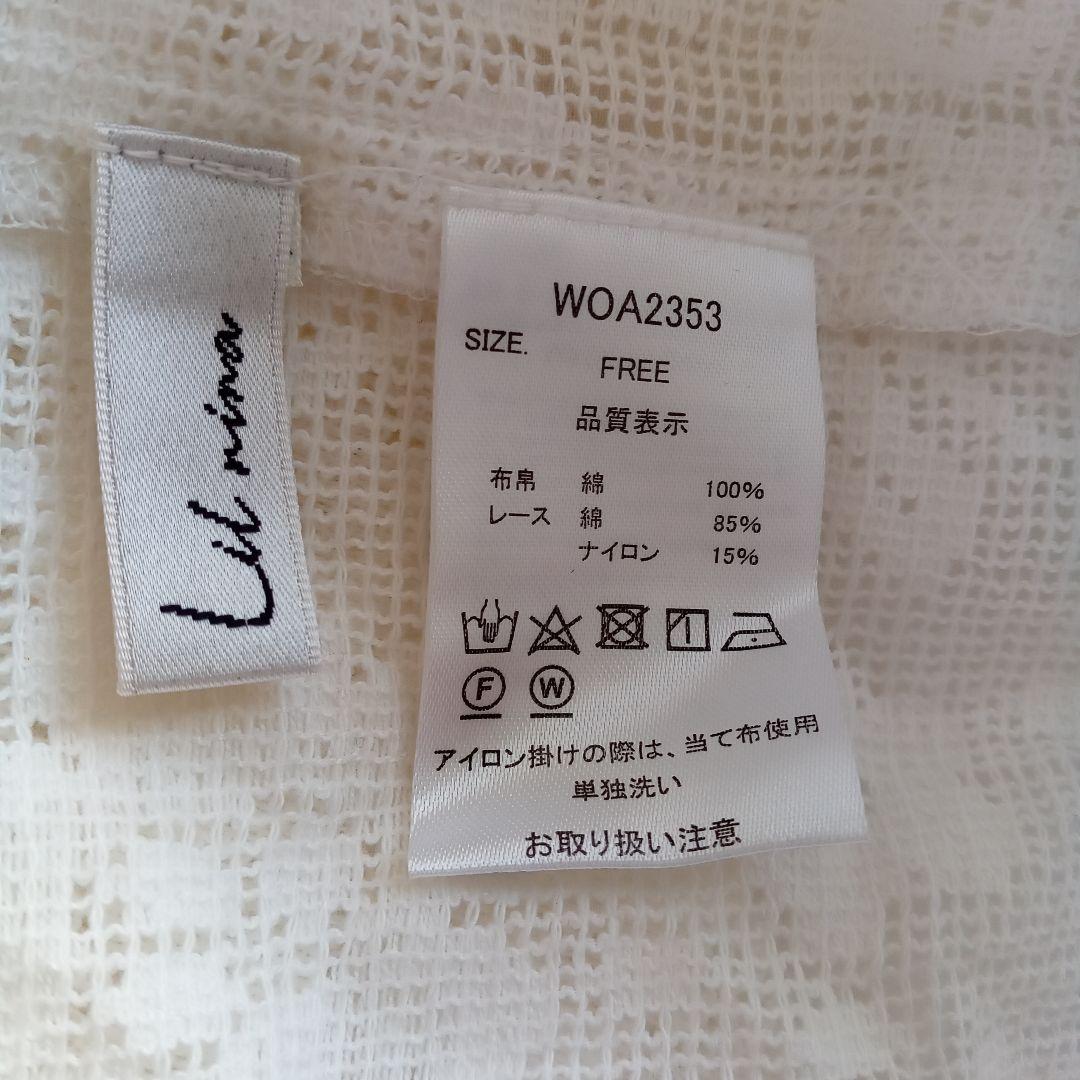 Lil nina
WOA2353
SIZE.
FREE
品質表示
布帛 綿 100%
レース 綿 85%
ナイロン 15%
F W
アイロン掛けの際は、当て布使用
単独洗い
お取り扱い注意